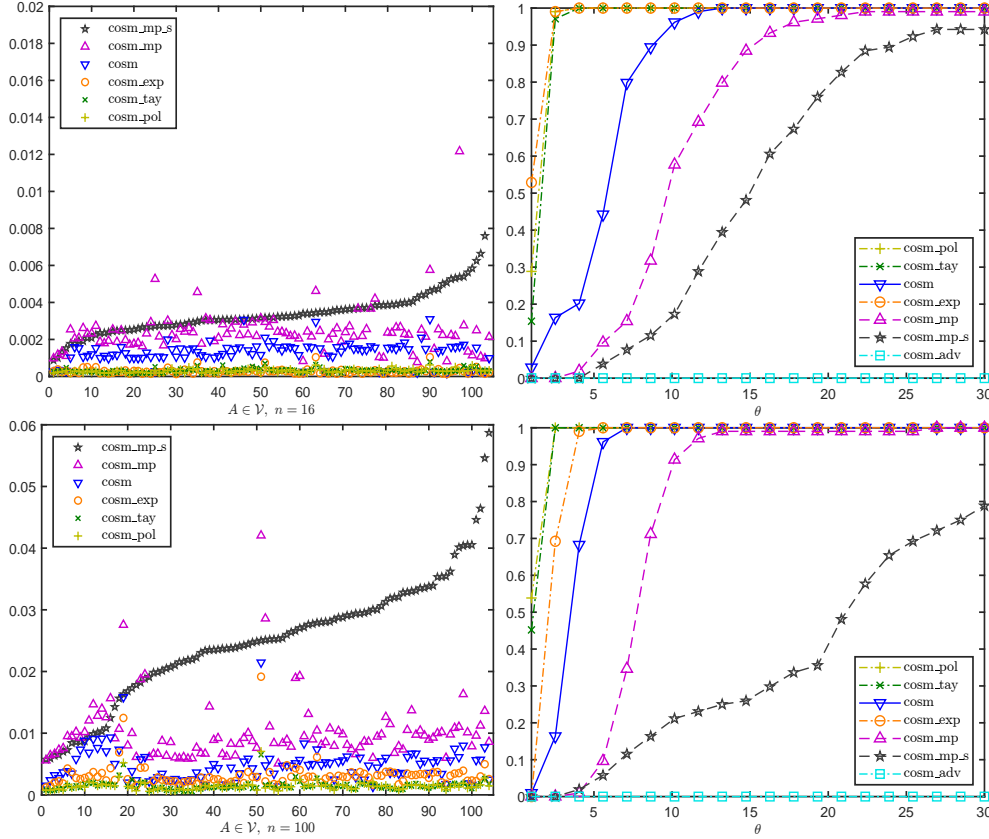 0.02
0.018
0.016
0.014
0.012
0.01
0.008
0.006
0.004
0.002
0
cosm_mp_s
cosm_mp
cosm
cosm_exp
cosm_tay
cosm_pol
0 10 20 30 40 50 60 70 80 90 100
A ∈ 𝒱, n = 16
1
0.9
0.8
0.7
0.6
0.5
0.4
0.3
0.2
0.1
0
cosm_pol
cosm_tay
cosm
cosm_exp
cosm_mp
cosm_mp_s
cosm_adv
5 10 15 20 25 30
θ
0.06
0.05
0.04
0.03
0.02
0.01
0
cosm_mp_s
cosm_mp
cosm
cosm_exp
cosm_tay
cosm_pol
0 10 20 30 40 50 60 70 80 90 100
A ∈ 𝒱, n = 100
1
0.9
0.8
0.7
0.6
0.5
0.4
0.3
0.2
0.1
0
cosm_pol
cosm_tay
cosm
cosm_exp
cosm_mp
cosm_mp_s
cosm_adv
5 10 15 20 25 30
θ